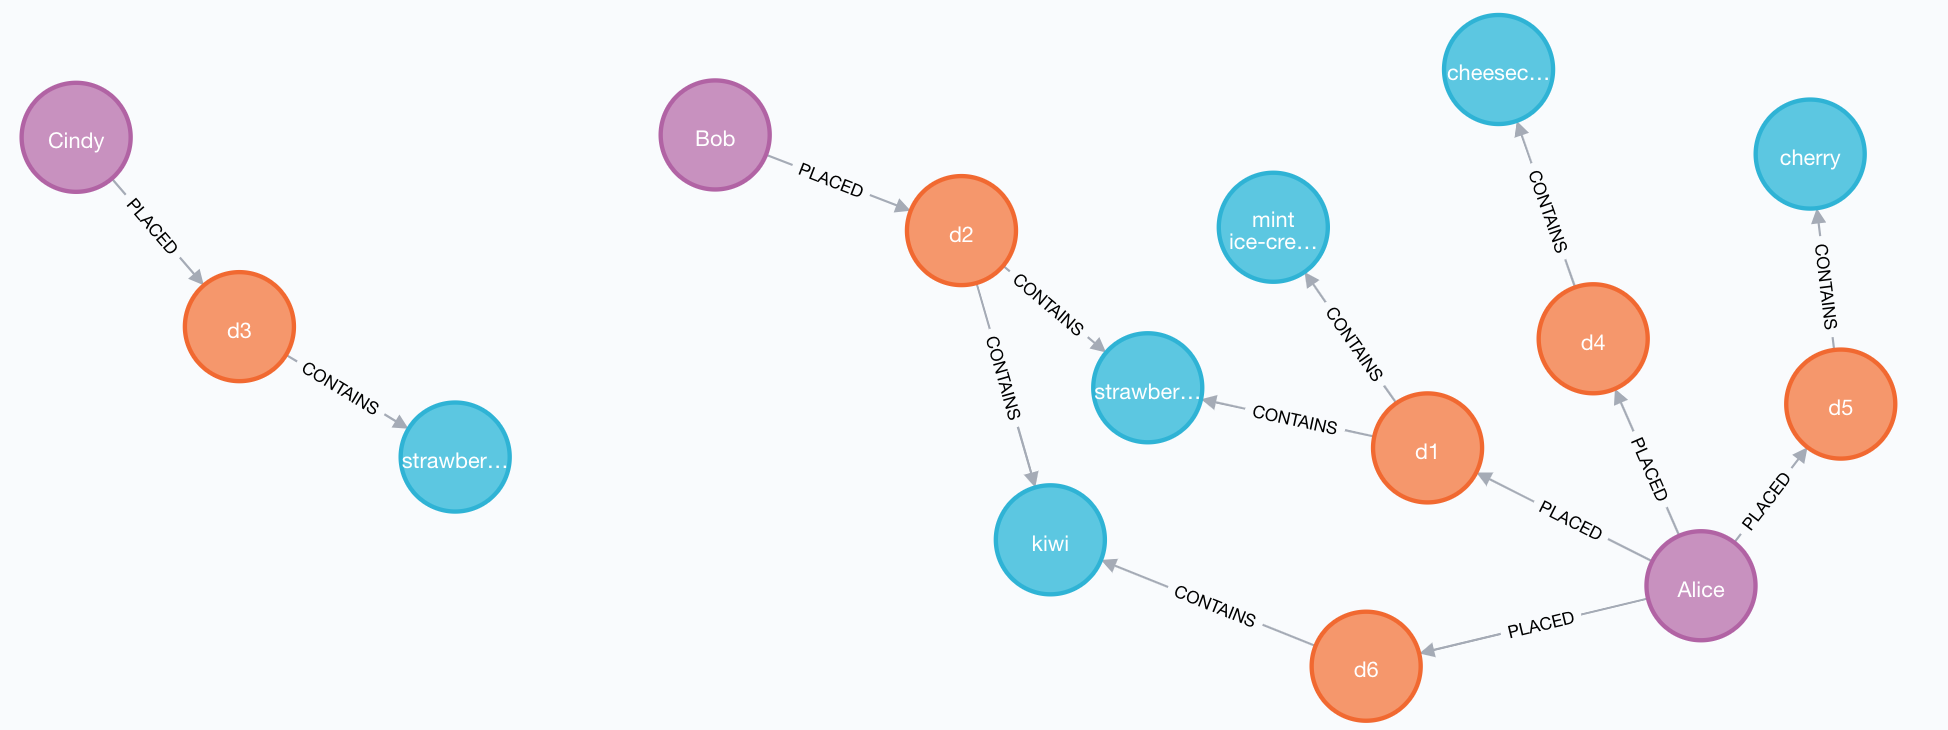 Cindy
PLACED
d3
CONTAINS
strawber...
Bob
PLACED
d2
CONTAINS
CONTAINS
strawber...
kiwi
mint
ice-cre...
CONTAINS
CONTAINS
d1
cheesec...
CONTAINS
d4
cherry
CONTAINS
d5
PLACED
PLACED
PLACED
Alice
PLACED
CONTAINS
d6